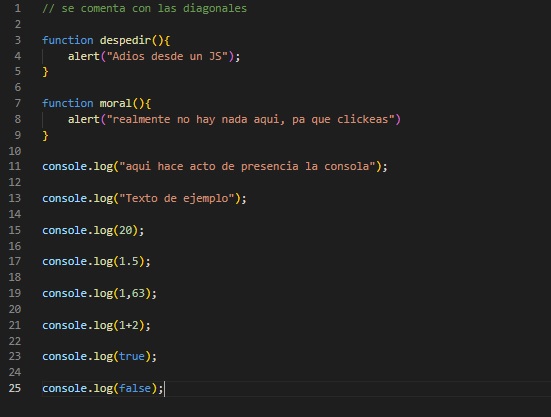 1 // se comenta con las diagonales
2
3 function despedir(){
4     alert("Adios desde un JS");
5 }
6
7 function moral(){
8     alert("realmente no hay nada aqui, pa que clickeas")
9 }
10
11 console.log("aqui hace acto de presencia la consola");
12
13 console.log("Texto de ejemplo");
14
15 console.log(20);
16
17 console.log(1.5);
18
19 console.log(1,63);
20
21 console.log(1+2);
22
23 console.log(true);
24
25 console.log(false);